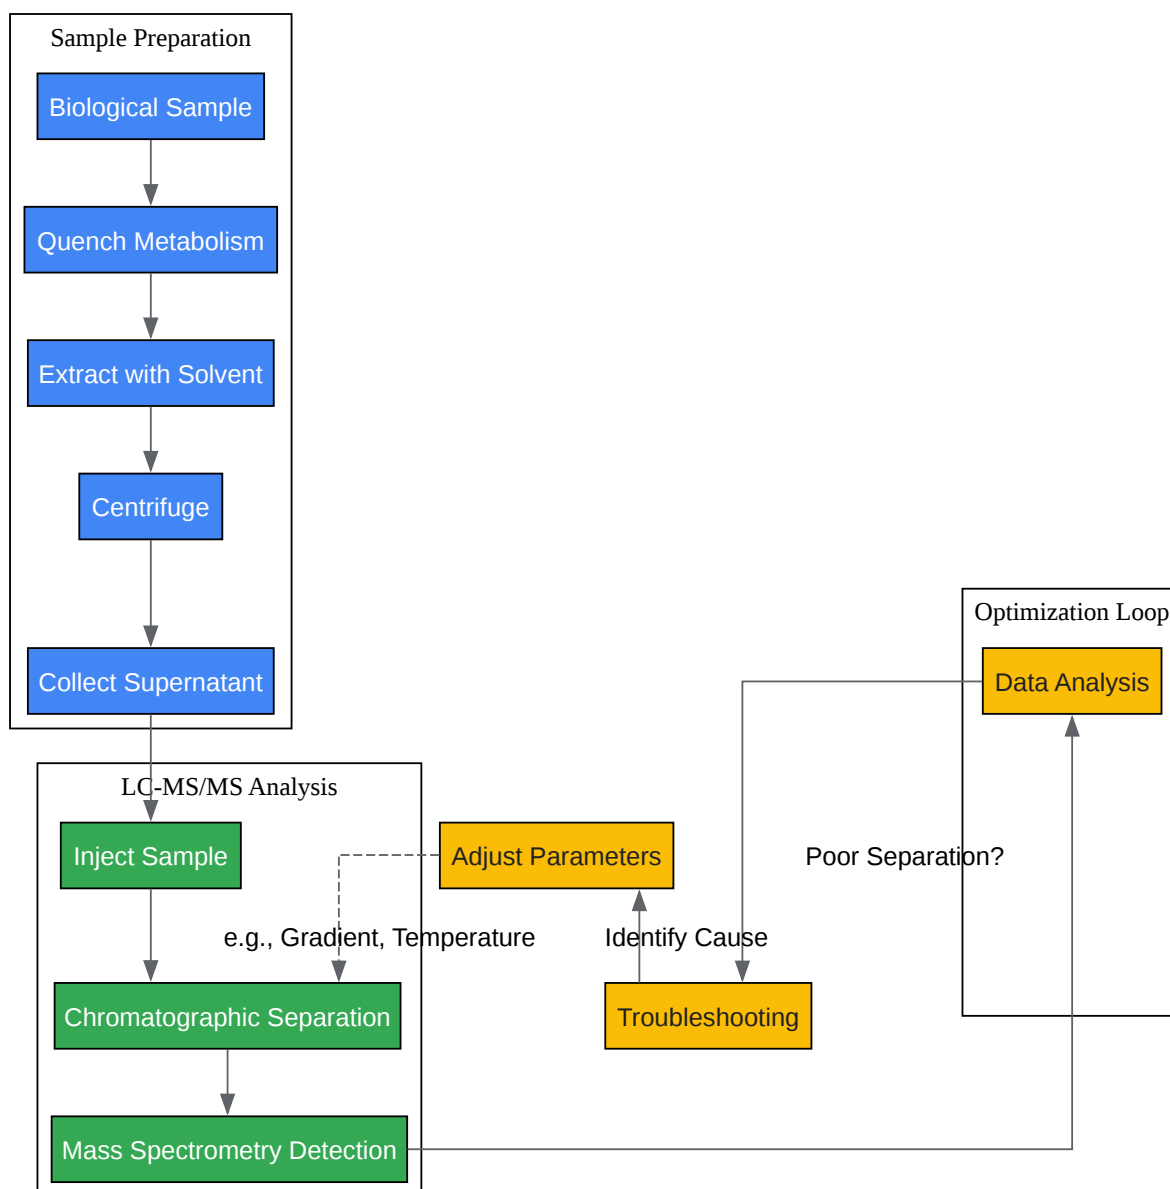 Sample Preparation
Biological Sample
Quench Metabolism
Extract with Solvent
Centrifuge
Collect Supernatant
LC-MS/MS Analysis
Inject Sample
Chromatographic Separation
Mass Spectrometry Detection
Optimization Loop
Data Analysis
Poor Separation?
Troubleshooting
Identify Cause
Adjust Parameters
e.g., Gradient, Temperature